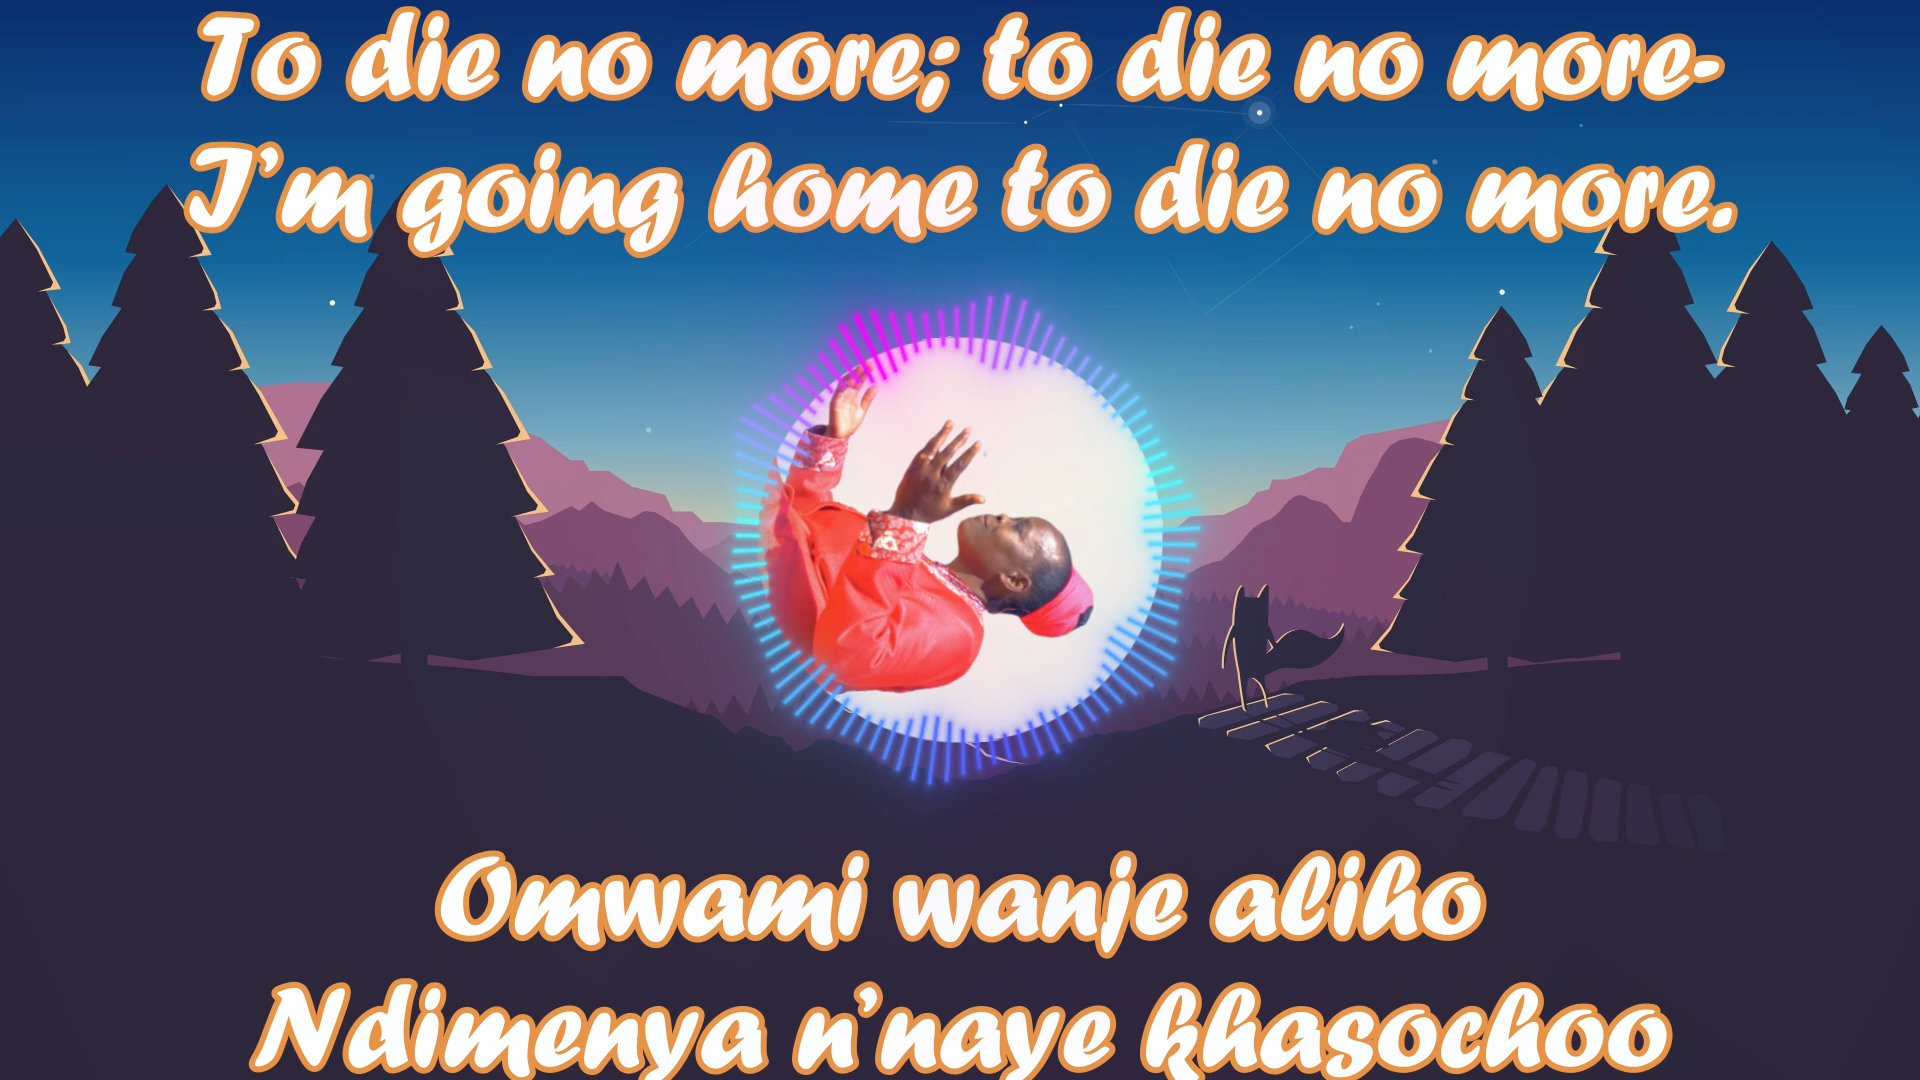 To die no more; to die no more-
I'm going home to die no more.
Omwami wanje aliho
Ndimenya n'naye khasochoo